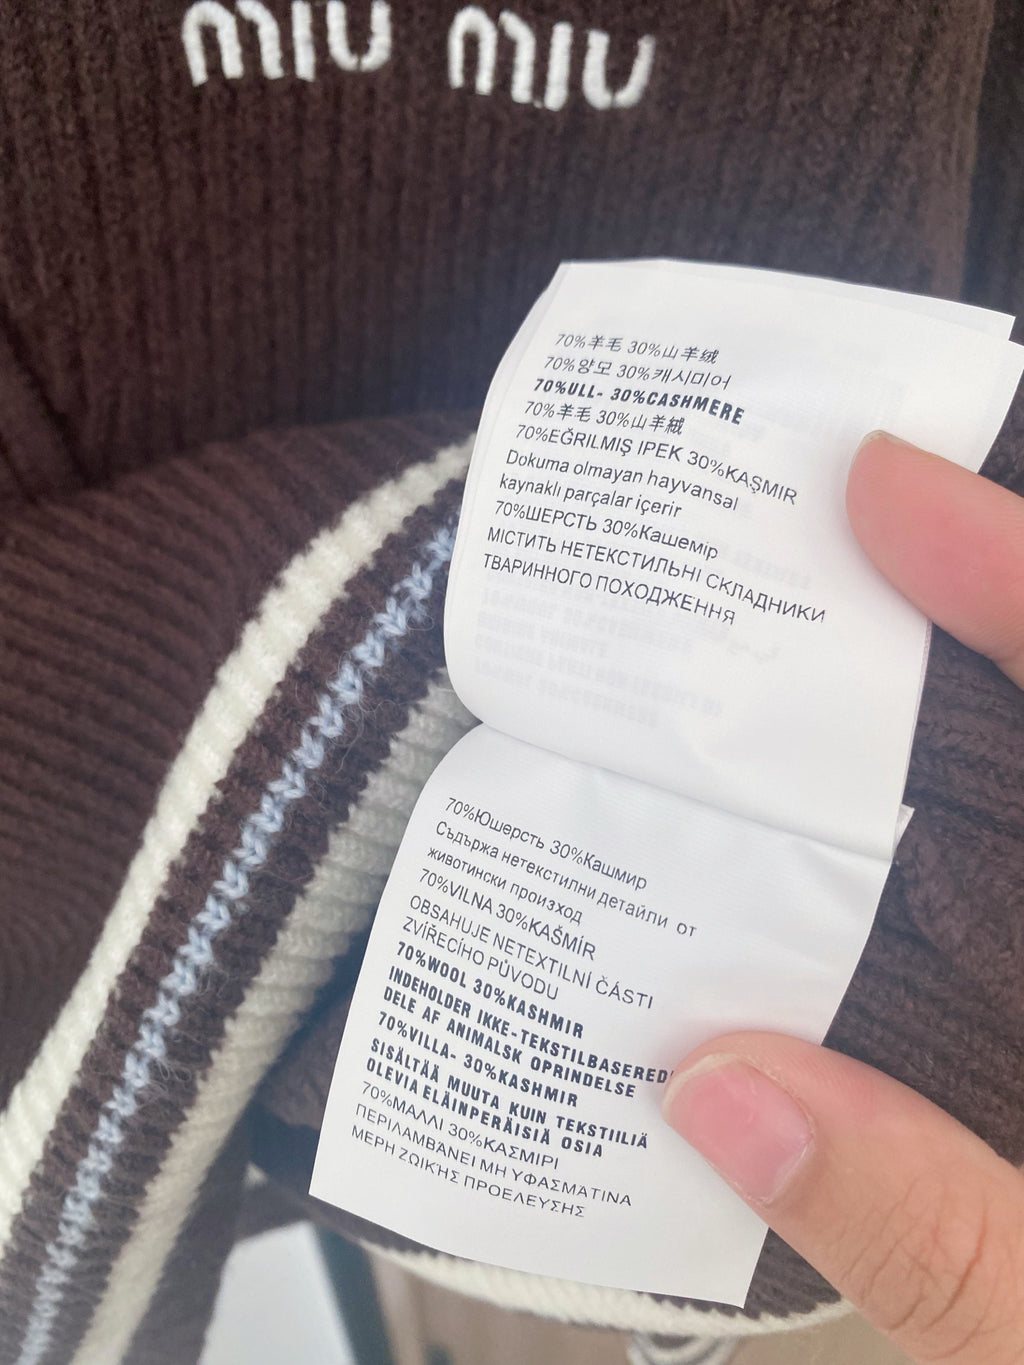 miu miu
70%羊毛 30%山羊绒
70%양모 30%캐시미어
70%ULL- 30%CASHMERE
70%羊毛 30%山羊絨
70%EĞRILMIŞ IPEK 30%KAŞMIR
Dokuma olmayan hayvansal
kaynaklı parçalar içerir
70%ШЕРСТЬ 30%Кашемір
МІСТИТЬ НЕТЕКСТИЛЬНІ СКЛАДНИКИ
ТВАРИННОГО ПОХОДЖЕННЯ
70%Юшерсть 30%Кашмир
Съдържа нетекстилни детайли от
животински произход
70%VILNA 30%KAŠMÍR
OBSAHUJE NETEXTILNÍ ČÁSTI
ZVÍŘECÍHO PŮVODU
70%WOOL 30%KASHMIR
INDEHOLDER IKKE-TEKSTILBASERED
DELE AF ANIMALSK OPRINDELSE
70%VILLA- 30%KASHMIR
SISÄLTÄÄ MUUTA KUIN TEKSTIILIÄ
OLEVIA ELÄINPERÄISIÄ OSIA
70%ΜΑΛΛΙ 30%ΚΑΣΜΙΡΙ
ΠΕΡΙΛΑΜΒΑΝΕΙ ΜΗ ΥΦΑΣΜΑΤΙΝΑ
ΜΕΡΗ ΖΩΙΚΗΣ ΠΡΟΕΛΕΥΣΗΣ